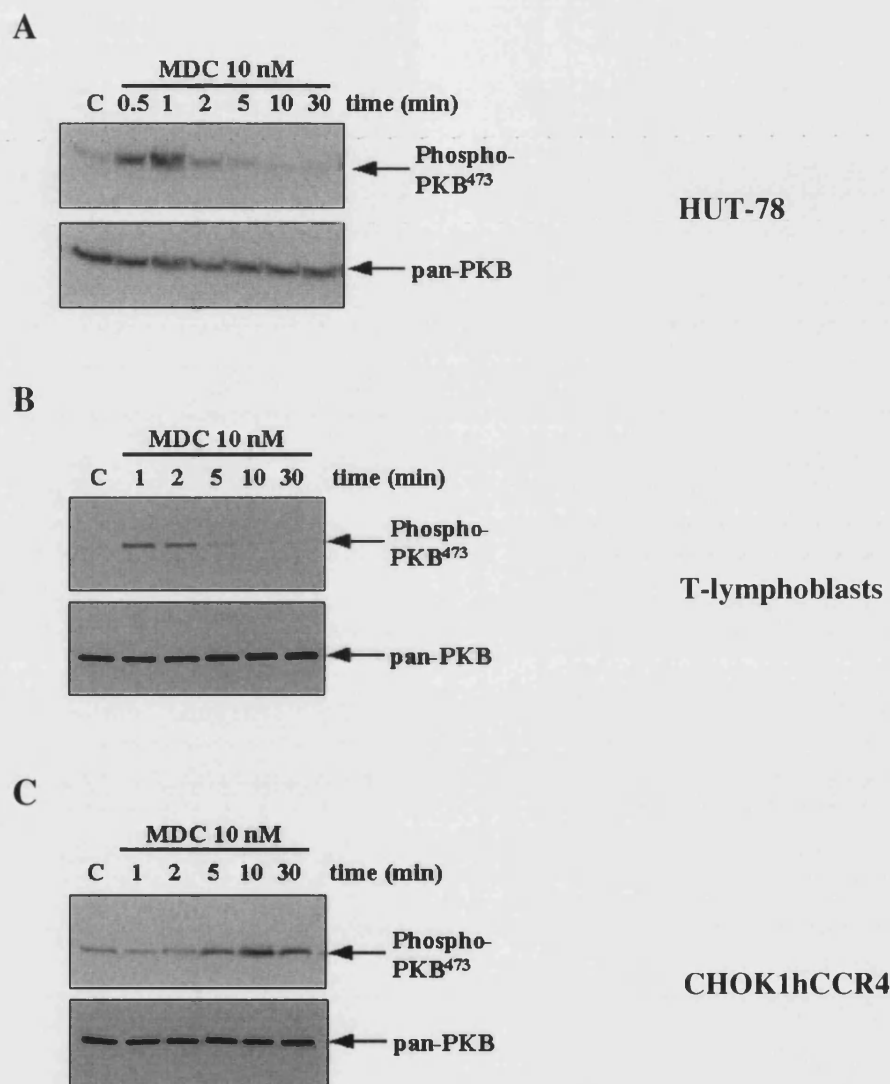 A
MDC 10 nM
C 0.5 1 2 5 10 30 time (min)
Phospho-
PKB473
HUT-78
pan-PKB
B
MDC 10 nM
C 1 2 5 10 30 time (min)
Phospho-
PKB473
T-lymphoblasts
pan-PKB
C
MDC 10 nM
C 1 2 5 10 30 time (min)
Phospho-
PKB473
CHOK1hCCR4
pan-PKB